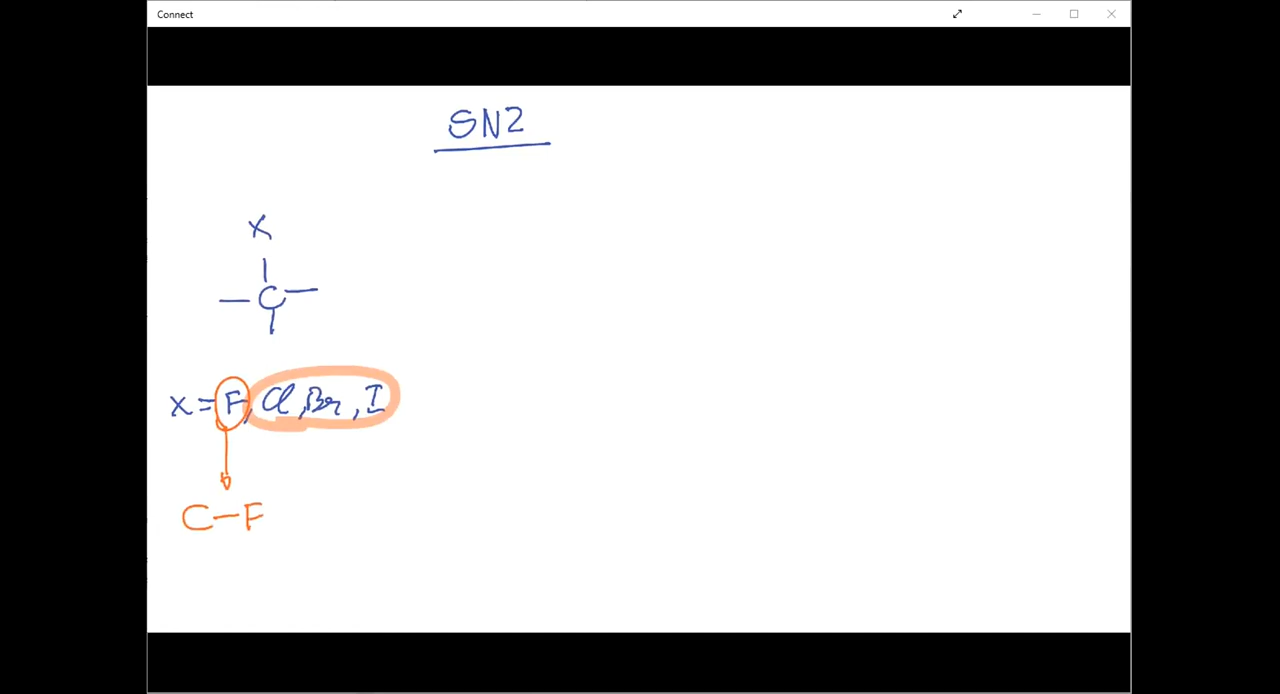 Connect
SN2
X
C
X = F, Cl, Br, I
C-F